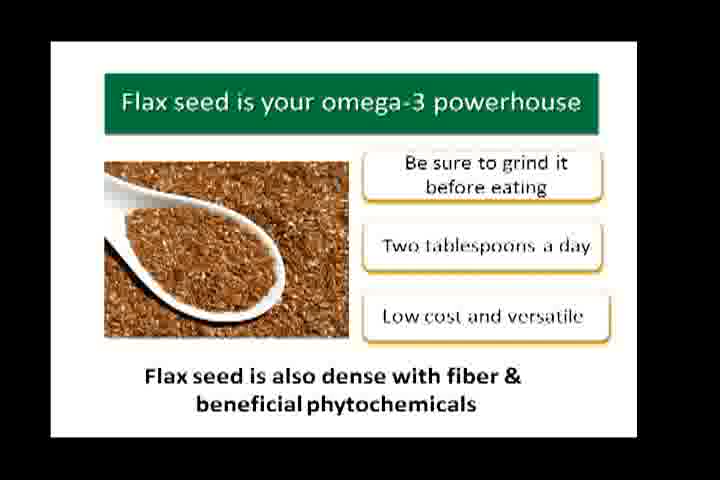 Flax seed is your omega-3 powerhouse
Be sure to grind it
before eating
Two tablespoons a day
Low cost and versatile
Flax seed is also dense with fiber &
beneficial phytochemicals